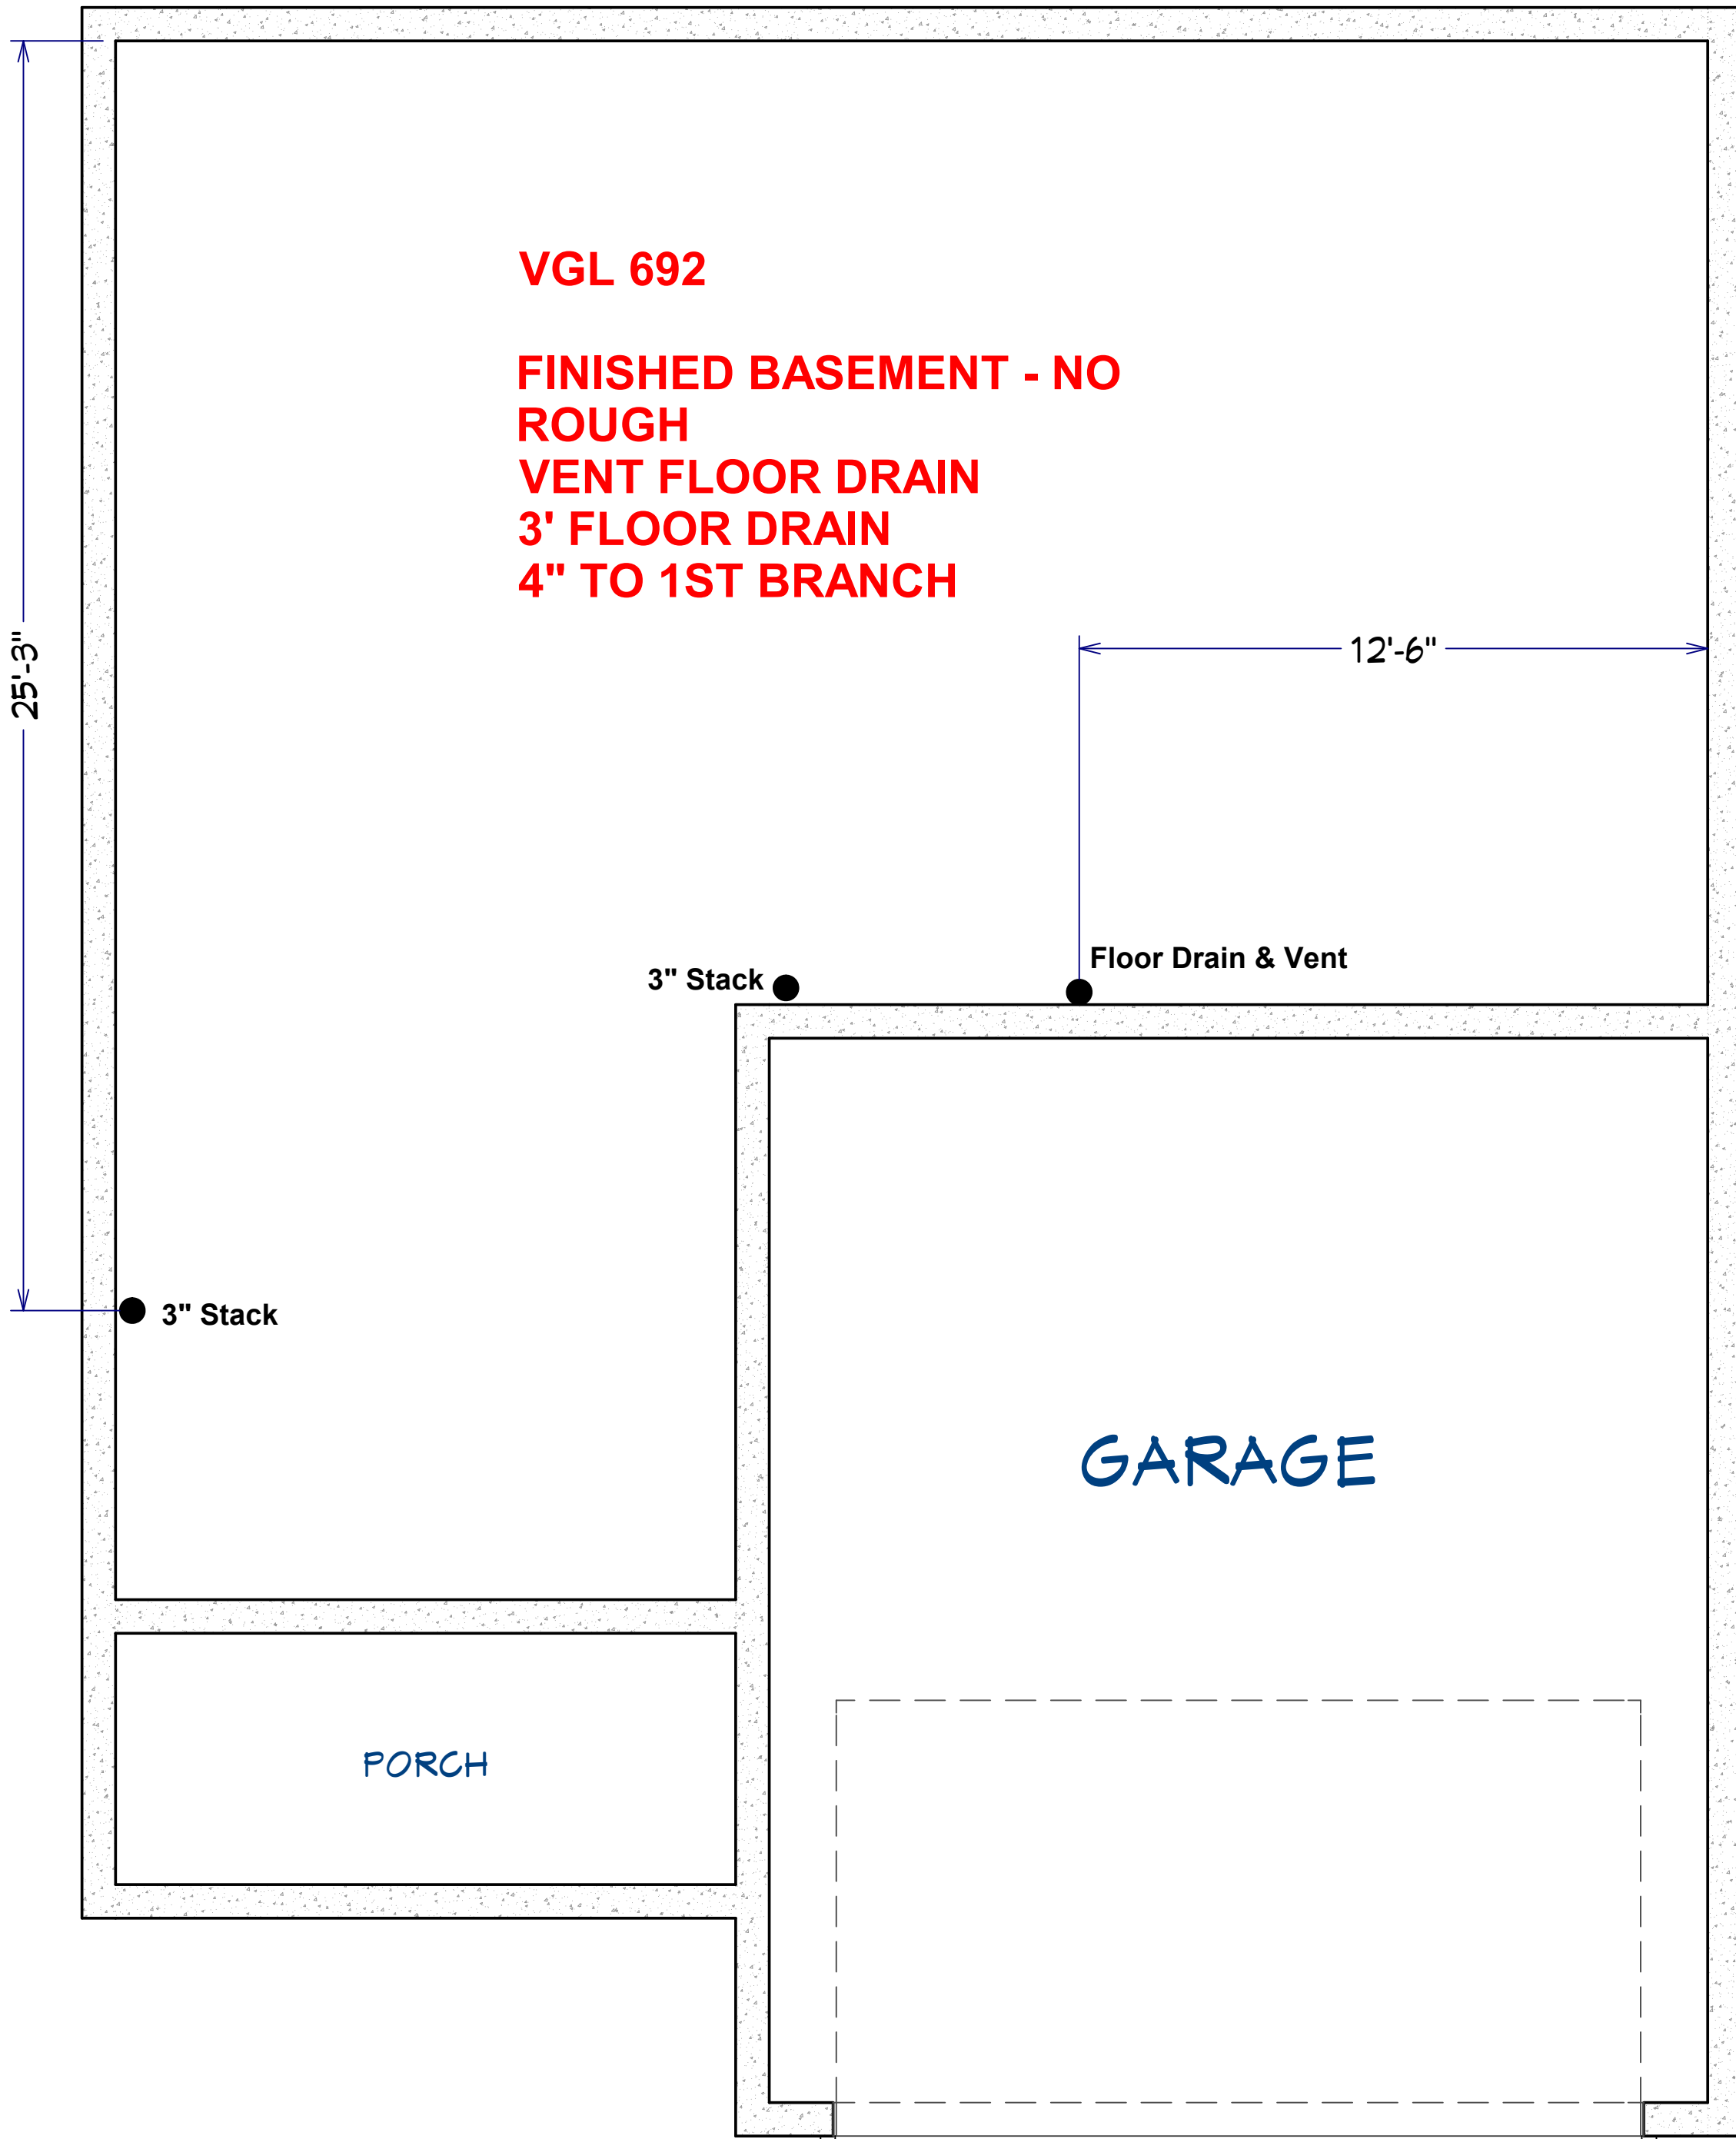 VGL 692
FINISHED BASEMENT - NO
ROUGH
VENT FLOOR DRAIN
3' FLOOR DRAIN
4" TO 1ST BRANCH
25'-3"
12'-6"
Floor Drain & Vent
3" Stack
3" Stack
GARAGE
PORCH